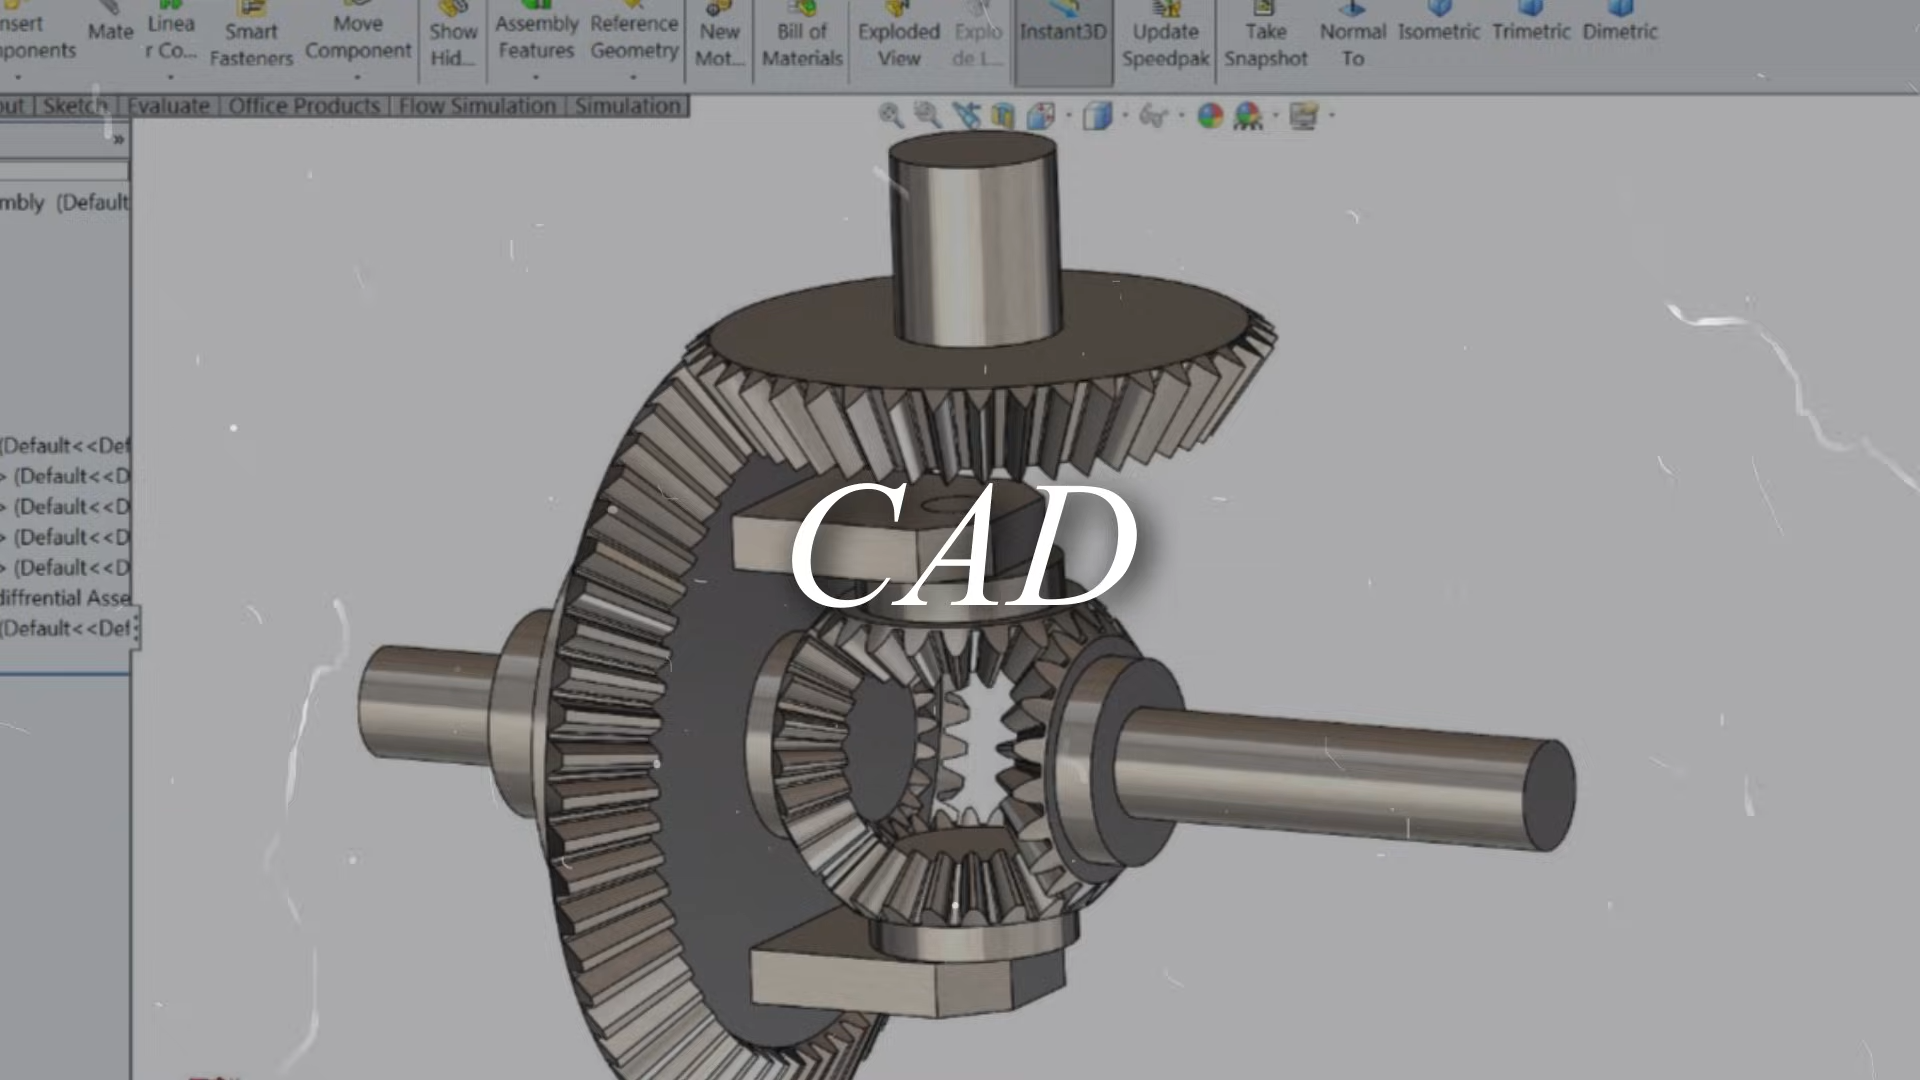 nsert
ponents
Mate
Linea
r Co...
Smart
Fasteners
Move
Component
Show
Hid...
Assembly
Features
Reference
Geometry
New
Mot...
Bill of
Materials
Exploded
View
Explo
de L...
Instant3D
Update
Speedpak
Take
Snapshot
Normal
To
Isometric
Trimetric
Dimetric
out | Sketch | Evaluate | Office Products | Flow Simulation | Simulation
»
mbly (Default
(Default<<Def
> (Default<<D
> (Default<<D
> (Default<<D
> (Default<<D
diffrential Asse
(Default<<Def
CAD